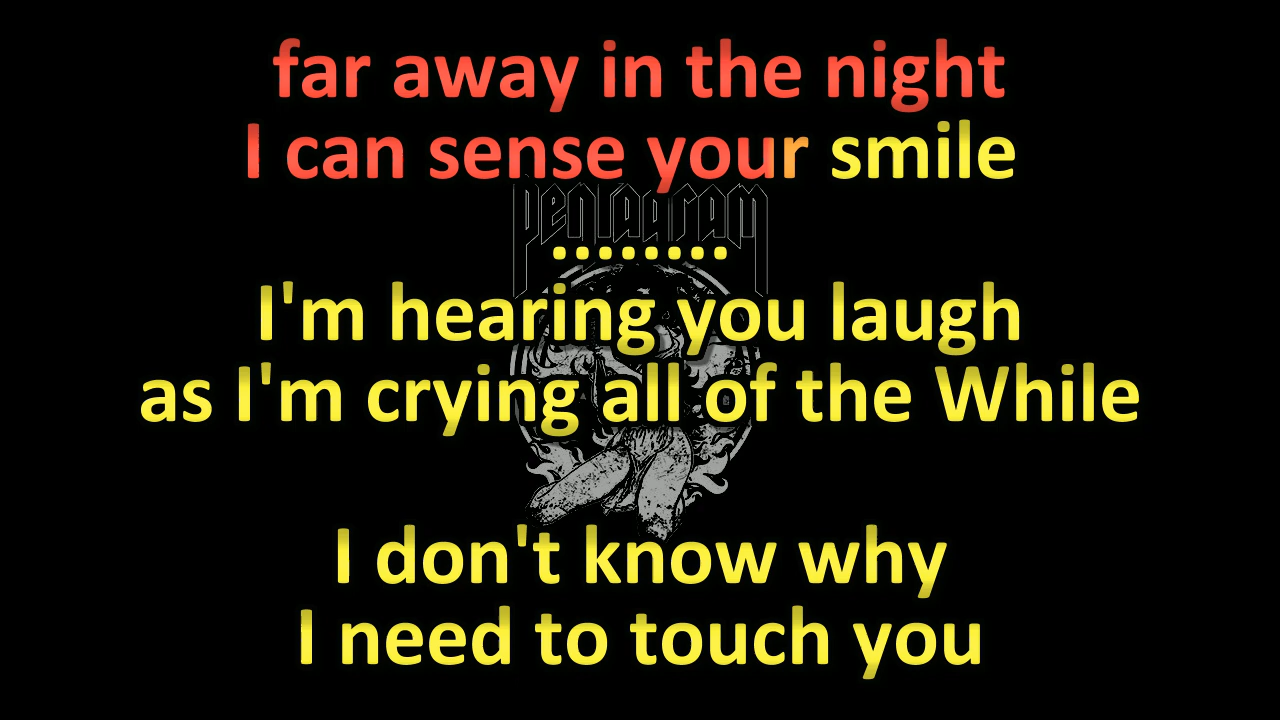 far away in the night
I can sense your smile
pentagram
........
I'm hearing you laugh
as I'm crying all of the While
I don't know why
I need to touch you